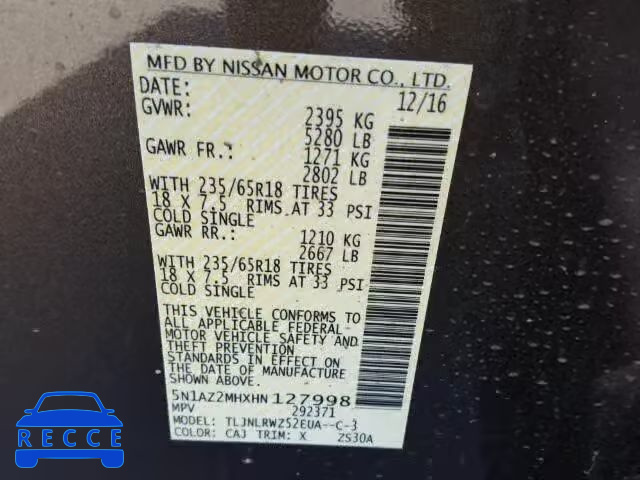 MFD BY NISSAN MOTOR CO., LTD.
DATE: 12/16
GVWR: 2395 KG
5280 LB
GAWR FR.: 1271 KG
2802 LB
WITH 235/65R18 TIRES
18 X 7.5 RIMS AT 33 PSI
COLD SINGLE
GAWR RR.: 1210 KG
2667 LB
WITH 235/65R18 TIRES
18 X 7.5 RIMS AT 33 PSI
COLD SINGLE
THIS VEHICLE CONFORMS TO
ALL APPLICABLE FEDERAL
MOTOR VEHICLE SAFETY AND
THEFT PREVENTION
STANDARDS IN EFFECT ON
THE DATE OF MANUFACTURE
SHOWN ABOVE.
5N1AZ2MHXHN 127998
MPV 292371
MODEL: TLJNLRWZ52EUA--C-3
COLOR: CAJ TRIM: X ZS30A
AUTOBIDMASTER